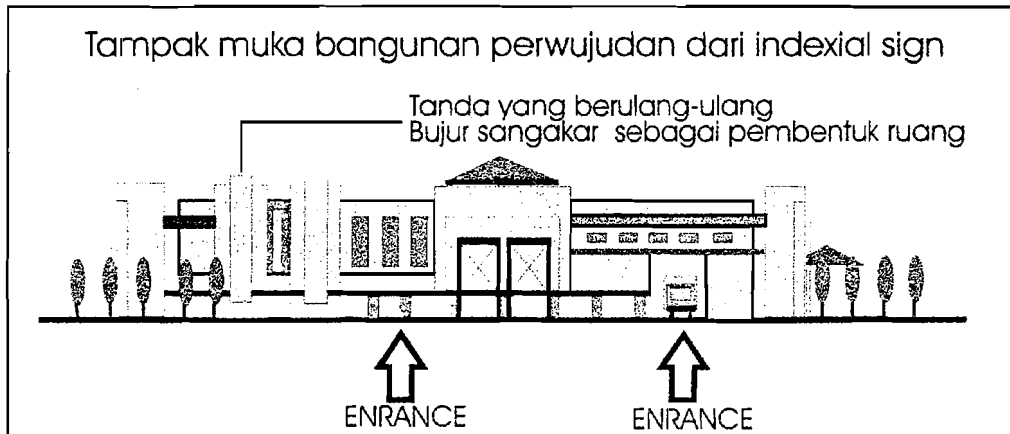 Tampak muka bangunan perwujudan dari indexial sign
Tanda yang berulang-ulang
Bujur sangakar sebagai pembentuk ruang
ENRANCE
ENRANCE